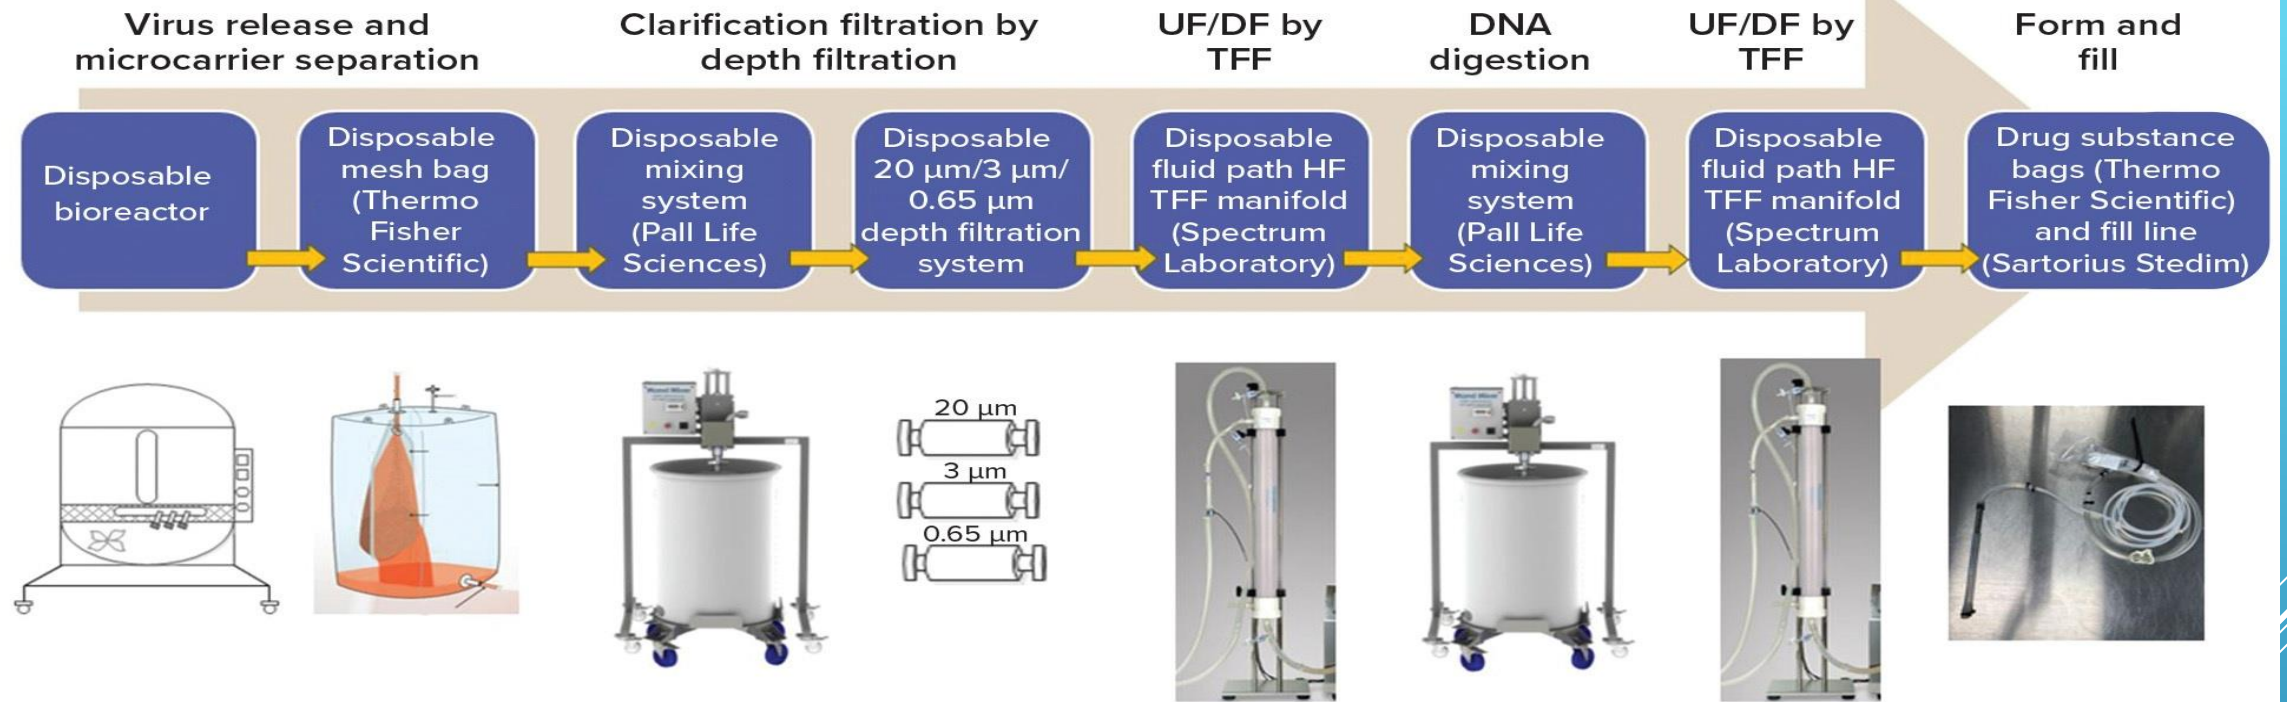 Virus release and
microcarrier separation
Clarification filtration by
depth filtration
UF/DF by
TFF
DNA
digestion
UF/DF by
TFF
Form and
fill
Disposable
bioreactor
Disposable
mesh bag
(Thermo
Fisher
Scientific)
Disposable
mixing
system
(Pall Life
Sciences)
Disposable
20 µm/3 µm/
0.65 µm
depth filtration
system
Disposable
fluid path HF
TFF manifold
(Spectrum
Laboratory)
Disposable
mixing
system
(Pall Life
Sciences)
Disposable
fluid path HF
TFF manifold
(Spectrum
Laboratory)
Drug substance
bags (Thermo
Fisher Scientific)
and fill line
(Sartorius Stedim)
20 µm
3 µm
0.65 µm